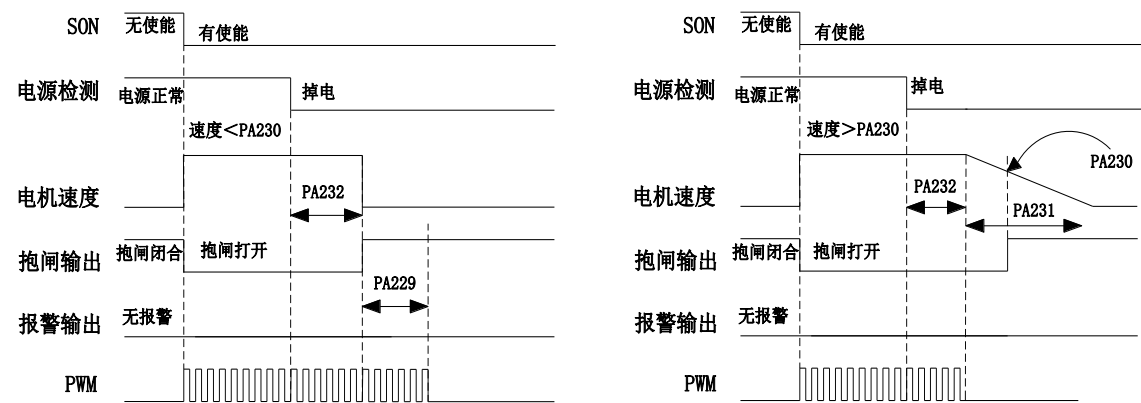 SON 无使能 有使能
电源检测 电源正常 掉电
速度＜PA230
电机速度 PA232
抱闸输出 抱闸闭合 抱闸打开
PA229
报警输出 无报警
PWM
SON 无使能 有使能
电源检测 电源正常 掉电
速度＞PA230
PA230
电机速度 PA232
PA231
抱闸输出 抱闸闭合 抱闸打开
报警输出 无报警
PWM